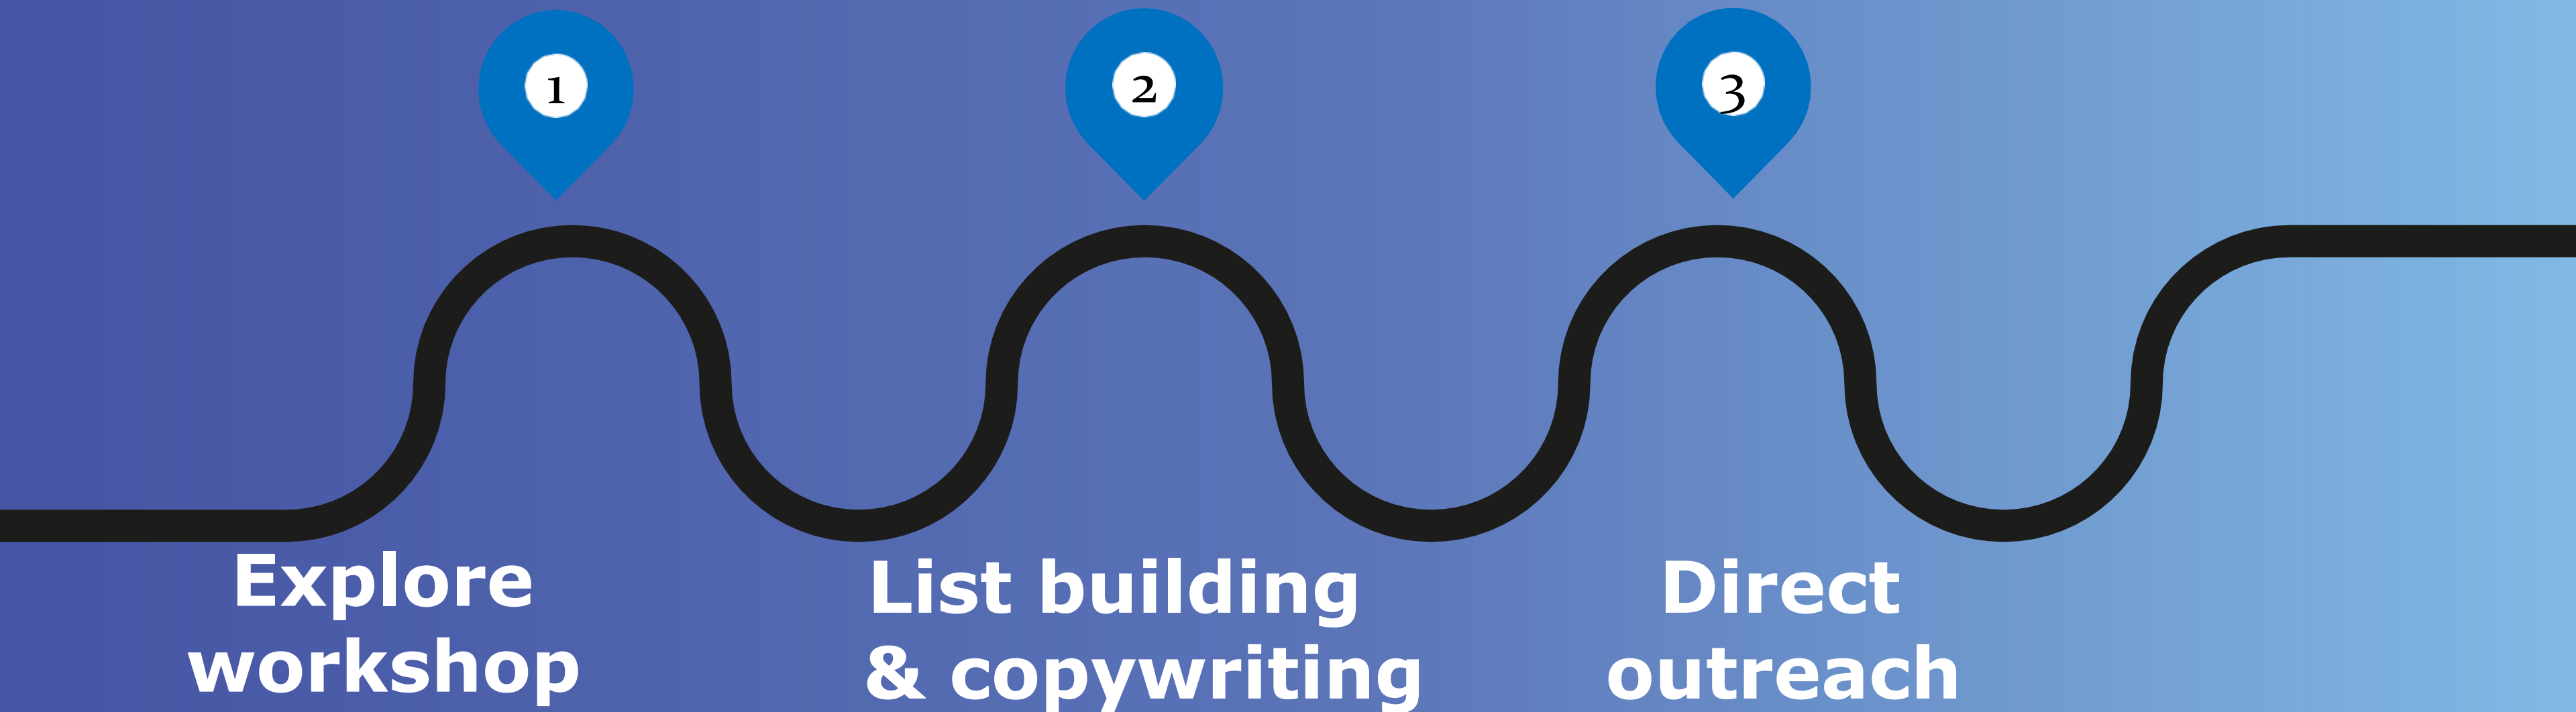 1
2
3
Explore
workshop
List building
& copywriting
Direct
outreach